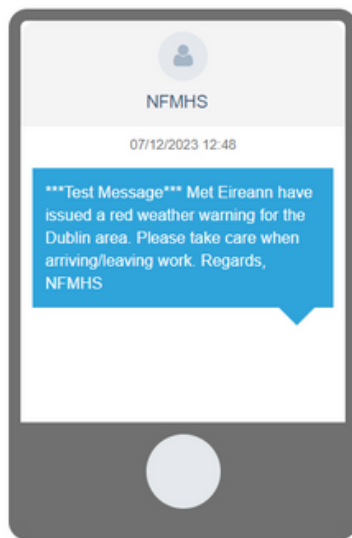 NFMHS
07/12/2023 12:48
***Test Message*** Met Eireann have
issued a red weather warning for the
Dublin area. Please take care when
arriving/leaving work. Regards,
NFMHS